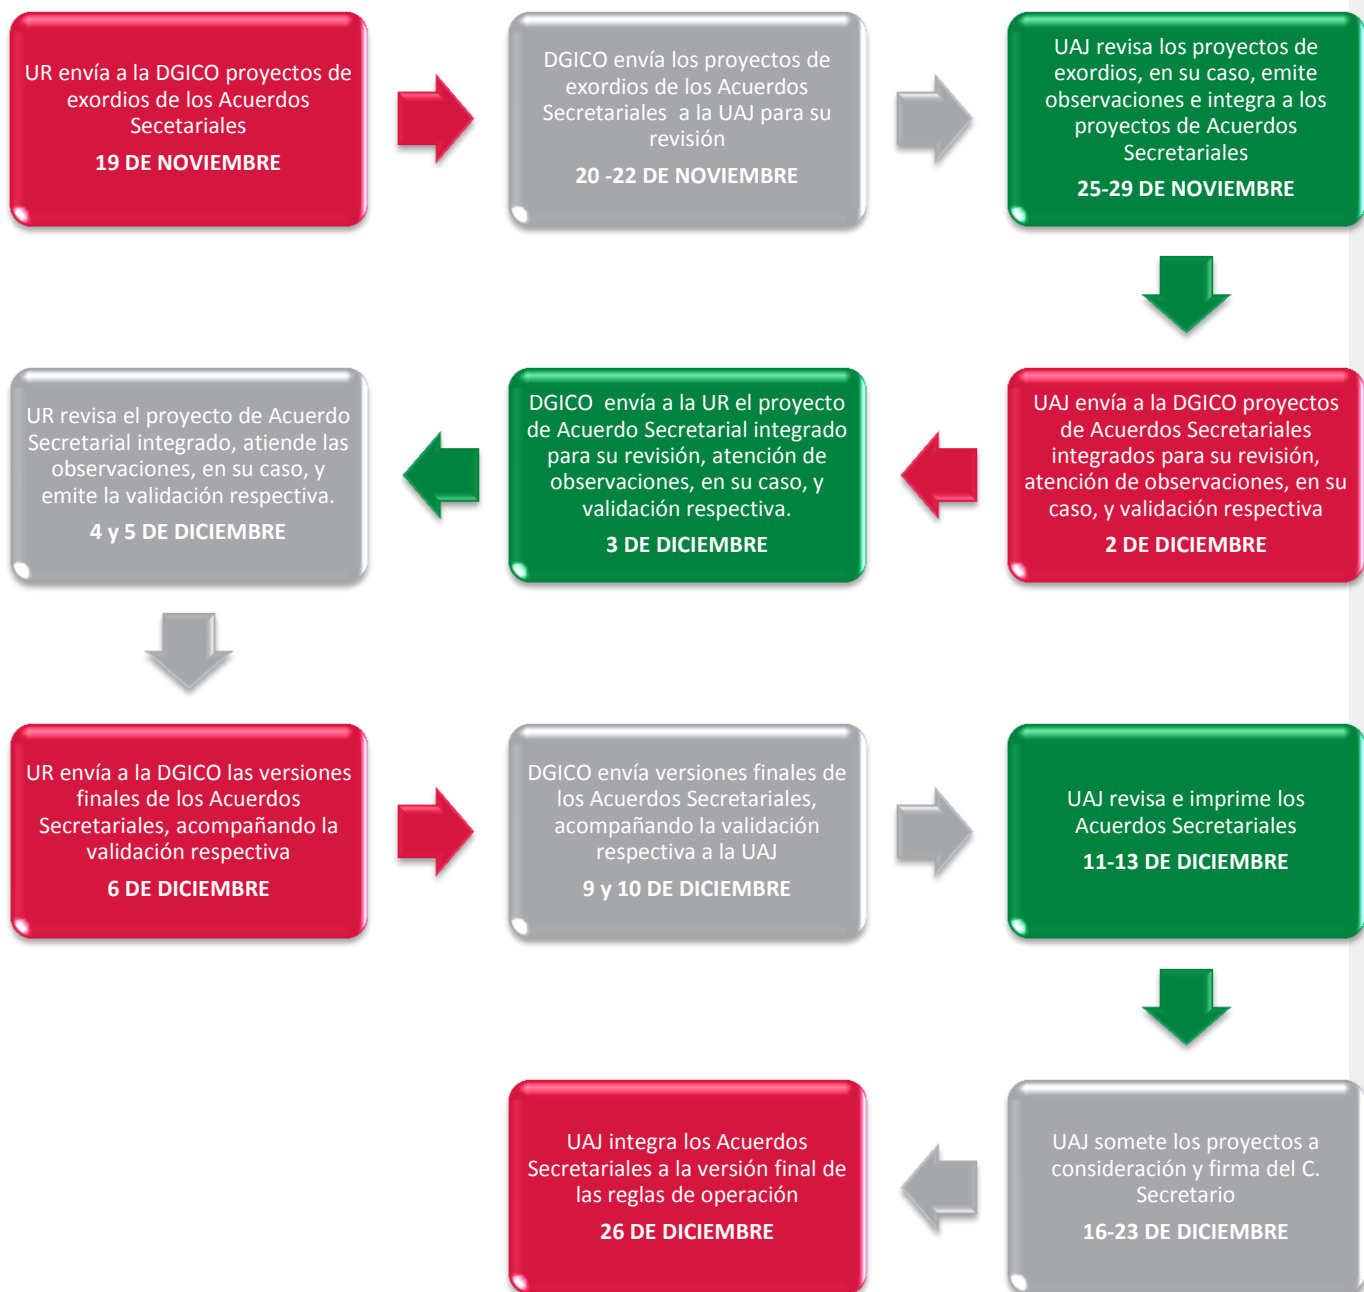 UR envía a la DGICO proyectos de
exordios de los Acuerdos
Secetariales
19 DE NOVIEMBRE
DGICO envía los proyectos de
exordios de los Acuerdos
Secretariales a la UAJ para su
revisión
20 -22 DE NOVIEMBRE
UAJ revisa los proyectos de
exordios, en su caso, emite
observaciones e integra a los
proyectos de Acuerdos
Secretariales
25-29 DE NOVIEMBRE
UAJ envía a la DGICO proyectos
de Acuerdos Secretariales
integrados para su revisión,
atención de observaciones, en su
caso, y validación respectiva
2 DE DICIEMBRE
DGICO envía a la UR el proyecto
de Acuerdo Secretarial integrado
para su revisión, atención de
observaciones, en su caso, y
validación respectiva.
3 DE DICIEMBRE
UR revisa el proyecto de Acuerdo
Secretarial integrado, atiende las
observaciones, en su caso, y
emite la validación respectiva.
4 y 5 DE DICIEMBRE
UR envía a la DGICO las versiones
finales de los Acuerdos
Secretariales, acompañando la
validación respectiva
6 DE DICIEMBRE
DGICO envía versiones finales de
los Acuerdos Secretariales,
acompañando la validación
respectiva a la UAJ
9 y 10 DE DICIEMBRE
UAJ revisa e imprime los
Acuerdos Secretariales
11-13 DE DICIEMBRE
UAJ somete los proyectos a
consideración y firma del C.
Secretario
16-23 DE DICIEMBRE
UAJ integra los Acuerdos
Secretariales a la versión final de
las reglas de operación
26 DE DICIEMBRE